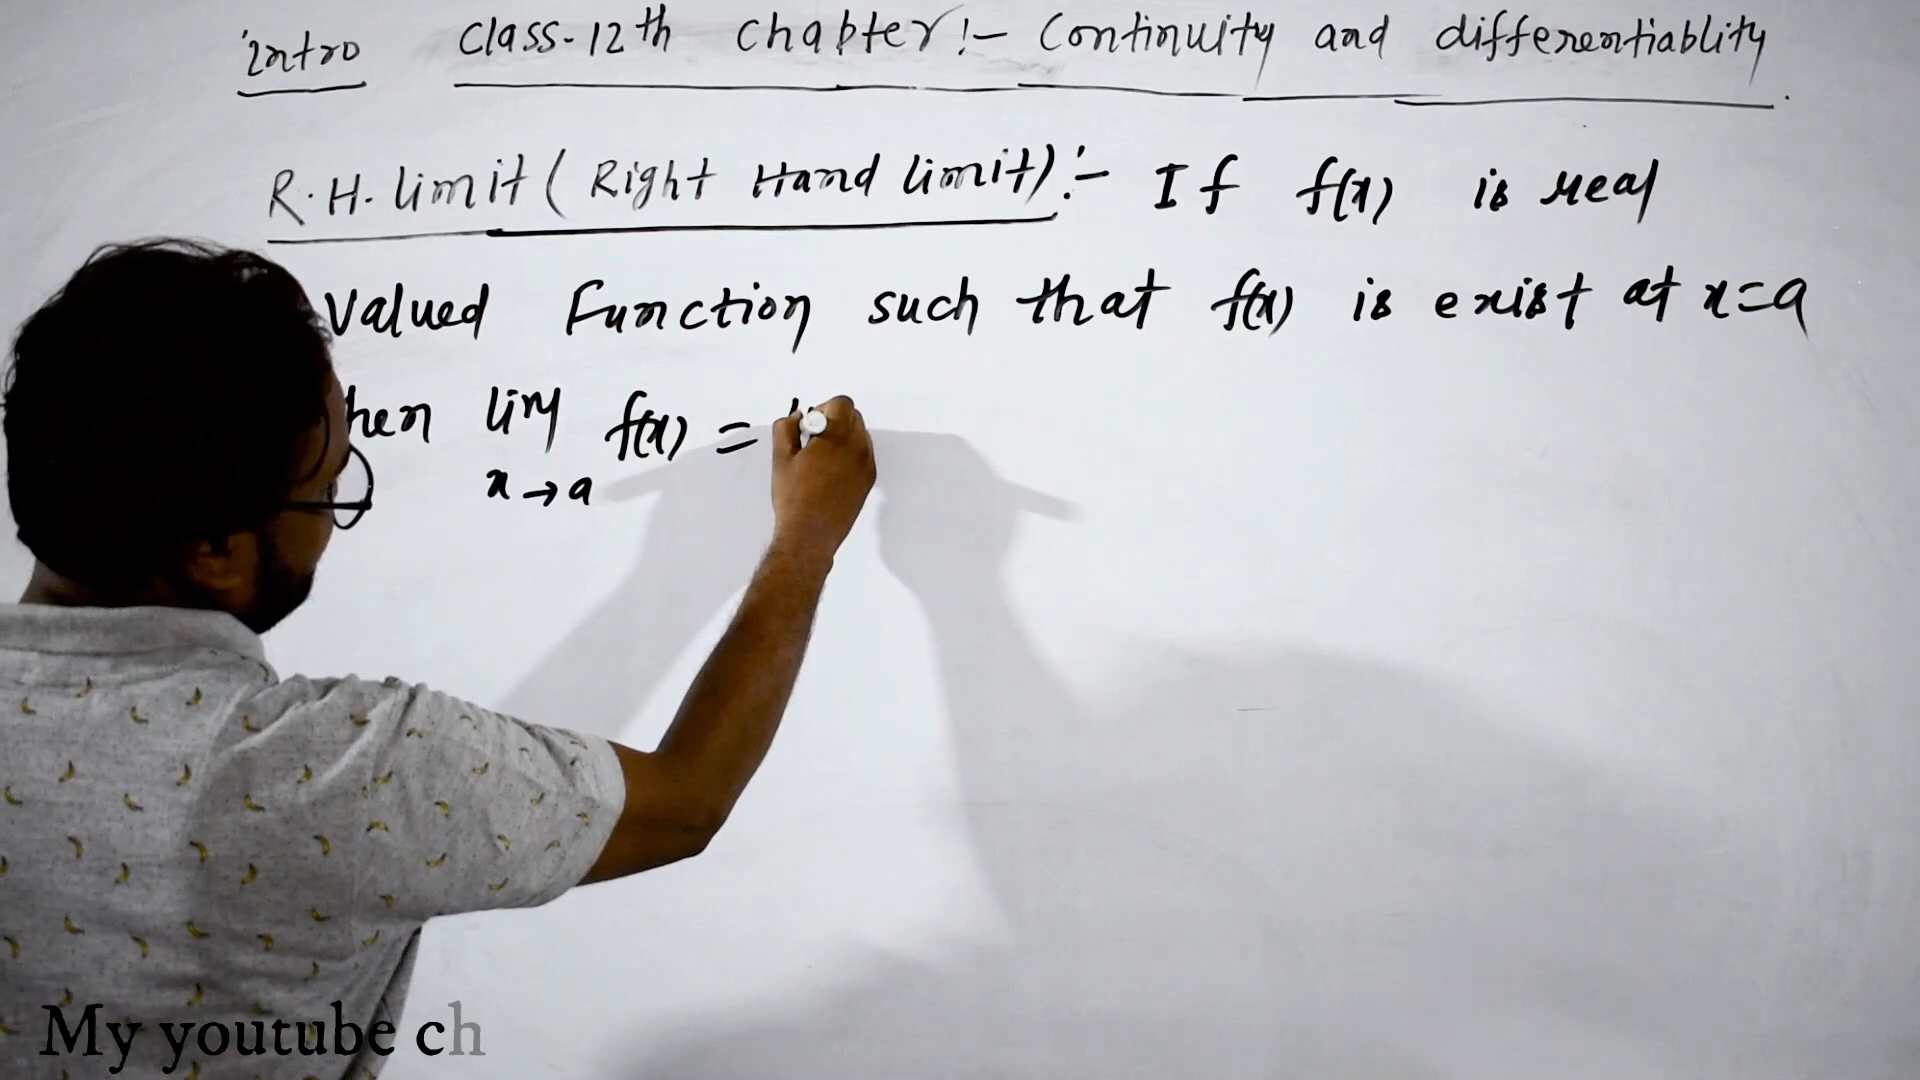 Intro Class-12th Chapter:- Continuity and differentiablity
R.H. limit ( Right Hand limit) :- If f(x) is real
Valued Function such that f(x) is exist at x=a
hen lim f(x) =
x→a
My youtube ch